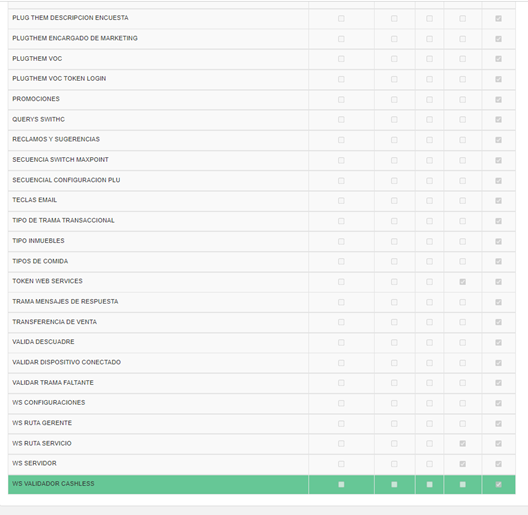 PLUG THEM DESCRIPCION ENCUESTA
PLUGTHEM ENCARGADO DE MARKETING
PLUGTHEM VOC
PLUGTHEM VOC TOKEN LOGIN
PROMOCIONES
QUERYS SWITHC
RECLAMOS Y SUGERENCIAS
SECUENCIA SWITCH MAXPOINT
SECUENCIAL CONFIGURACION PLU
TECLAS EMAIL
TIPO DE TRAMA TRANSACCIONAL
TIPO INMUEBLES
TIPOS DE COMIDA
TOKEN WEB SERVICES
TRAMA MENSAJES DE RESPUESTA
TRANSFERENCIA DE VENTA
VALIDA DESCUADRE
VALIDAR DISPOSITIVO CONECTADO
VALIDAR TRAMA FALTANTE
WS CONFIGURACIONES
WS RUTA GERENTE
WS RUTA SERVICIO
WS SERVIDOR
WS VALIDADOR CASHLESS